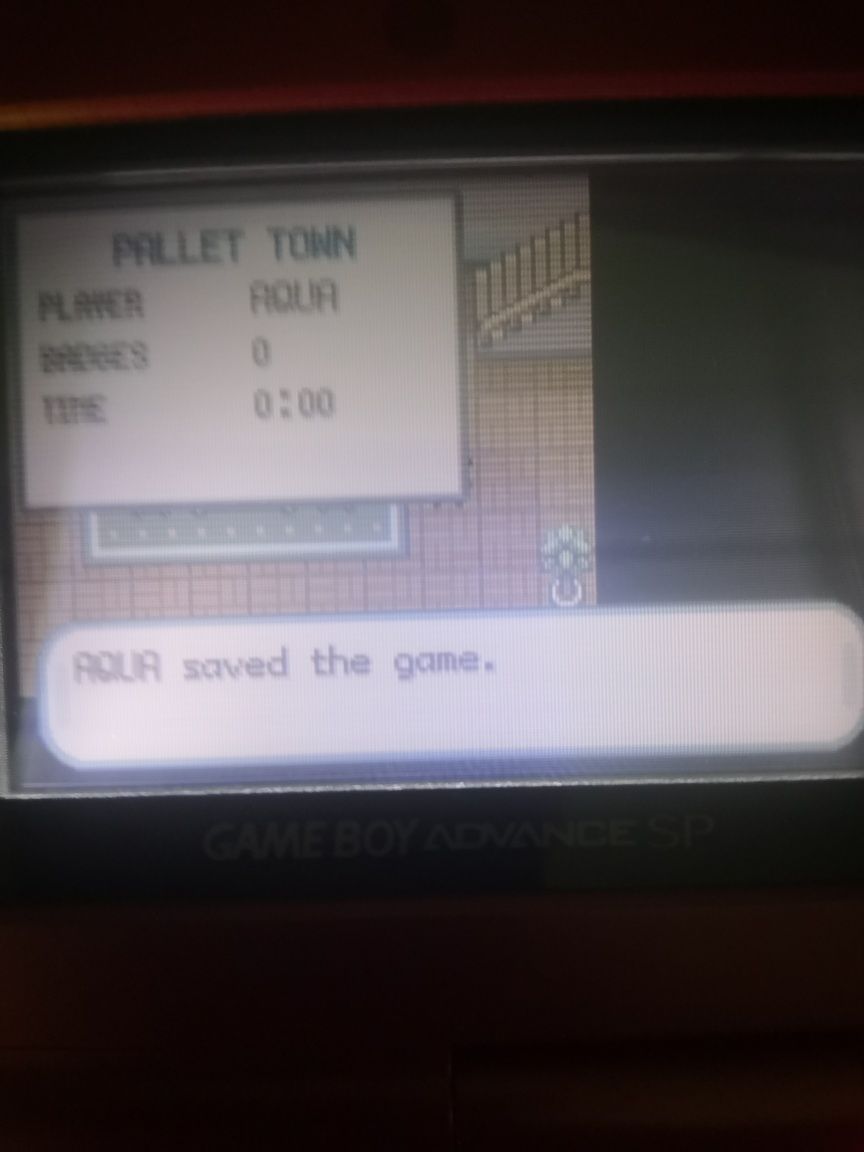 PALLET TOWN
PLAYER AQUA
BADGES 0
TIME 0:00
AQUA saved the game.
GAME BOY ADVANCE SP